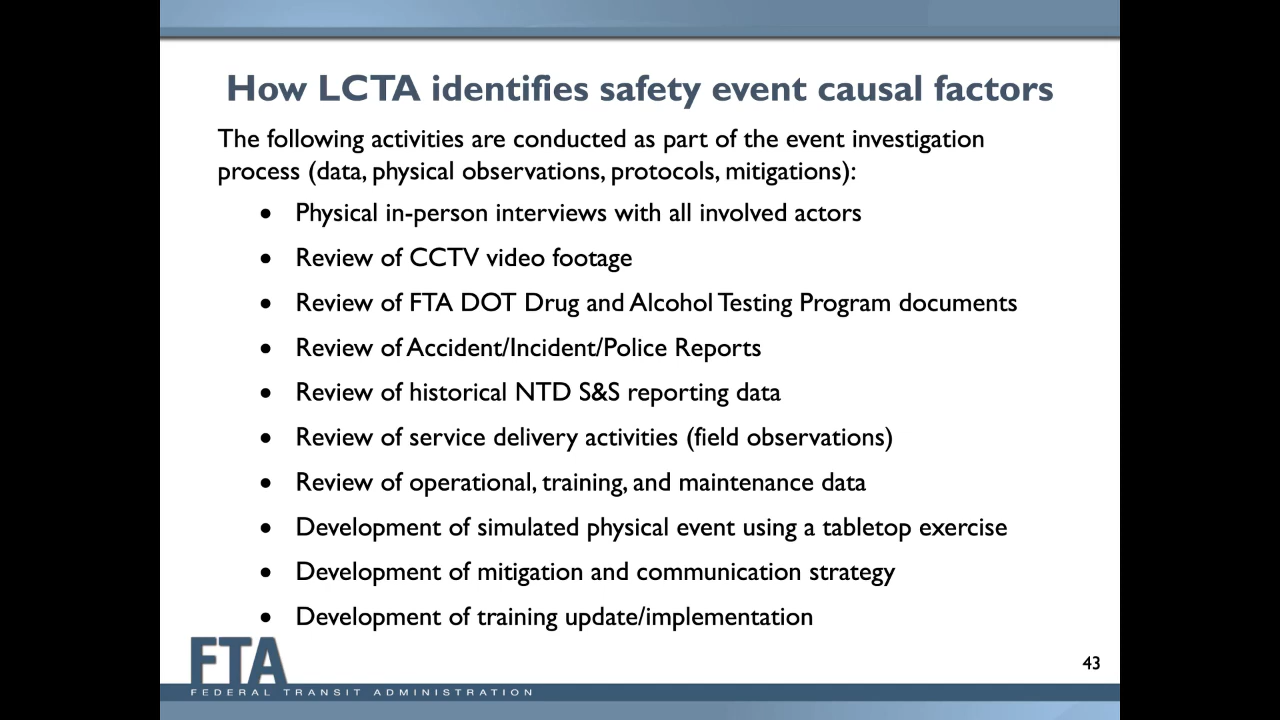 How LCTA identifies safety event causal factors
The following activities are conducted as part of the event investigation
process (data, physical observations, protocols, mitigations):
• Physical in-person interviews with all involved actors
• Review of CCTV video footage
• Review of FTA DOT Drug and Alcohol Testing Program documents
• Review of Accident/Incident/Police Reports
• Review of historical NTD S&S reporting data
• Review of service delivery activities (field observations)
• Review of operational, training, and maintenance data
• Development of simulated physical event using a tabletop exercise
• Development of mitigation and communication strategy
• Development of training update/implementation
FTA
FEDERAL TRANSIT ADMINISTRATION
43